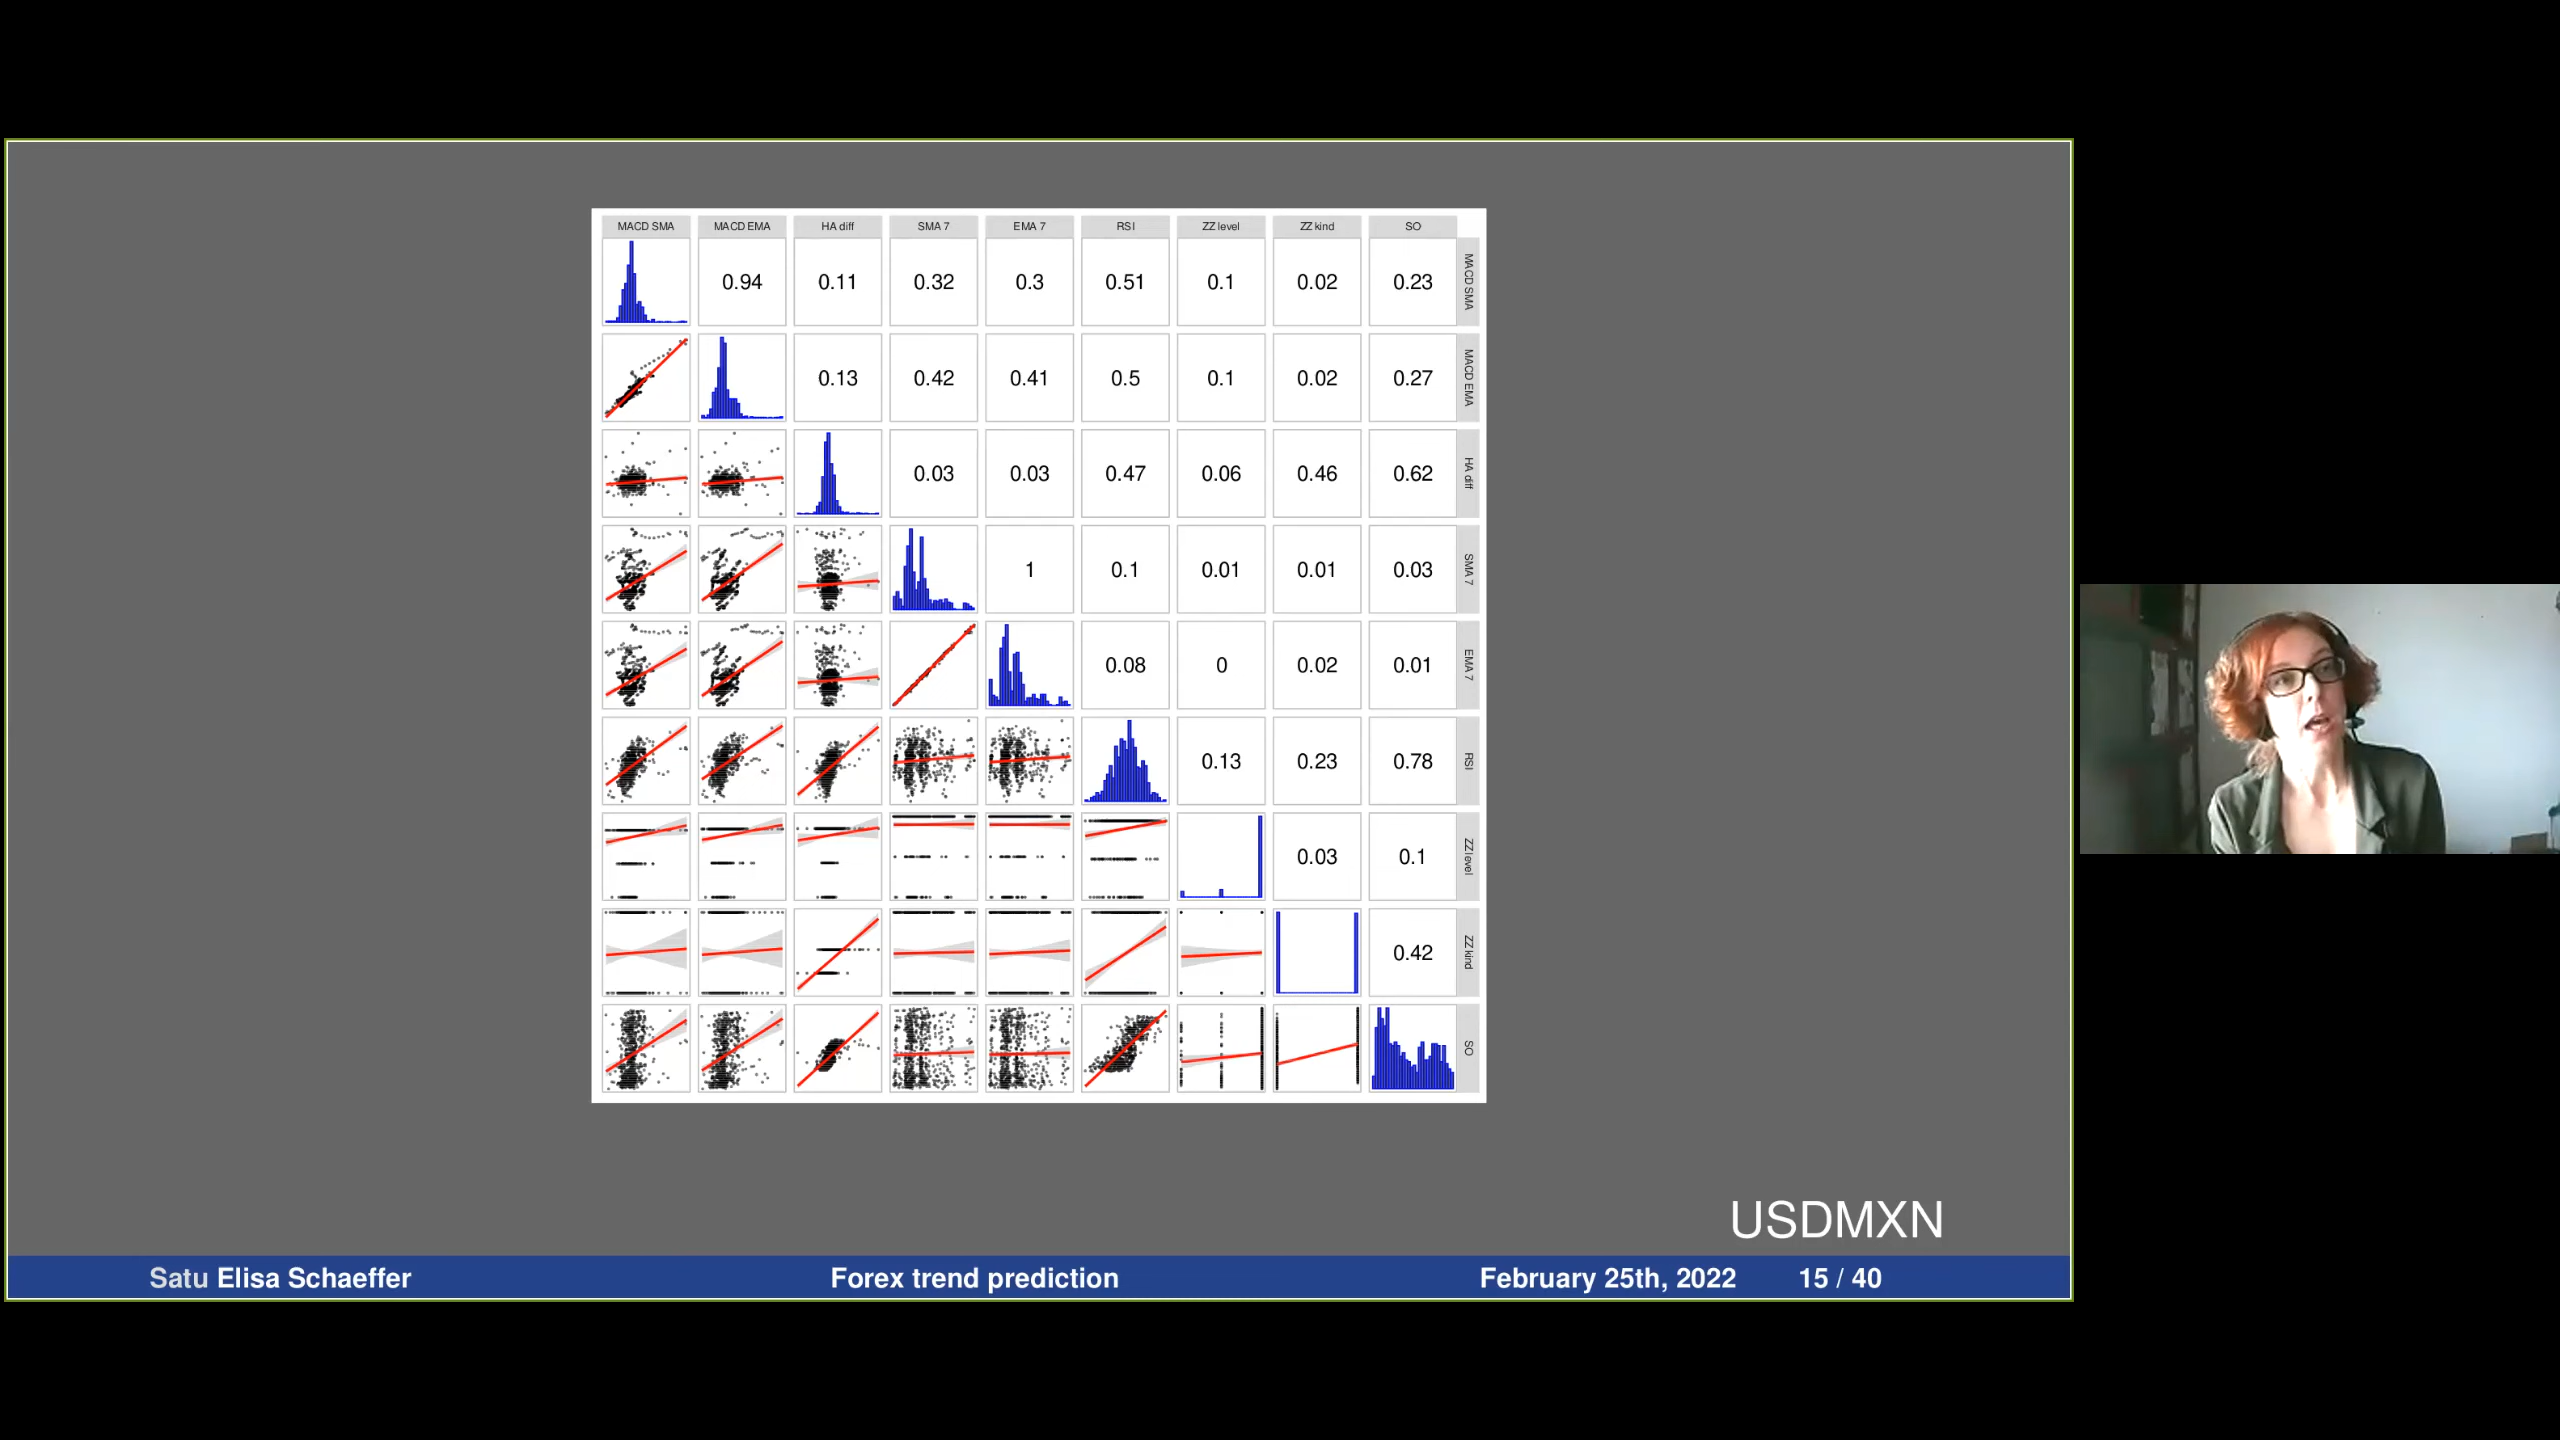 MACD SMA MACD EMA HA diff SMA 7 EMA 7 RSI ZZ level ZZ kind SO
0.94 0.11 0.32 0.3 0.51 0.1 0.02 0.23 MACD SMA
0.13 0.42 0.41 0.5 0.1 0.02 0.27 MACD EMA
0.03 0.03 0.47 0.06 0.46 0.62 HA diff
1 0.1 0.01 0.01 0.03 SMA 7
0.08 0 0.02 0.01 EMA 7
0.13 0.23 0.78 RSI
0.03 0.1 ZZ level
0.42 ZZ kind
SO
USDMXN
Satu Elisa Schaeffer Forex trend prediction February 25th, 2022 15 / 40